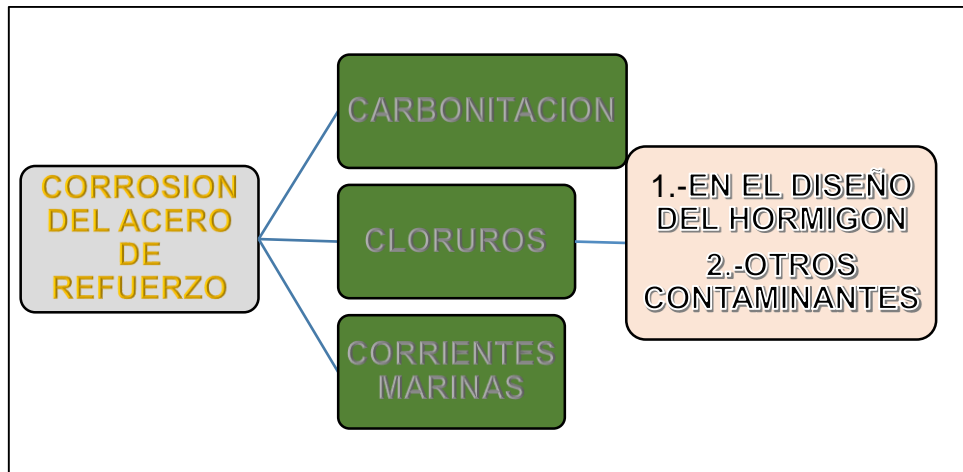 CORROSION
DEL ACERO
DE
REFUERZO
CARBONITACION
CLORUROS
CORRIENTES
MARINAS
1.-EN EL DISEÑO
DEL HORMIGON
2.-OTROS
CONTAMINANTES